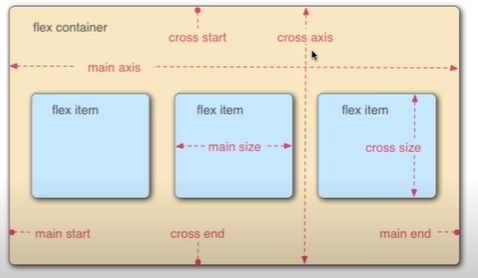 flex container
cross start
cross axis
main axis
flex item
flex item
flex item
main size
cross size
main start
cross end
main end